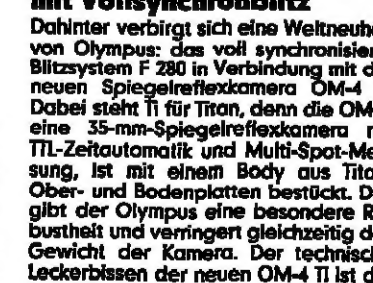 mit Vollsynchronblitz
Dahinter verbirgt sich eine Weltneuhe
von Olympus: das voll synchronisier
Blitzsystem F 280 in Verbindung mit d
neuen Spiegelreflexkamera OM-4
Dabei steht Ti für Titan, denn die OM-
eine 35-mm-Spiegelreflexkamera m
TTL-Zeitautomatik und Multi-Spot-Me
sung, ist mit einem Body aus Tita
Ober- und Bodenplatten bestückt. D
gibt der Olympus eine besondere R
bustheit und verringert gleichzeitig d
Gewicht der Kamera. Der technisc
Leckerbissen der neuen OM-4 TI ist d